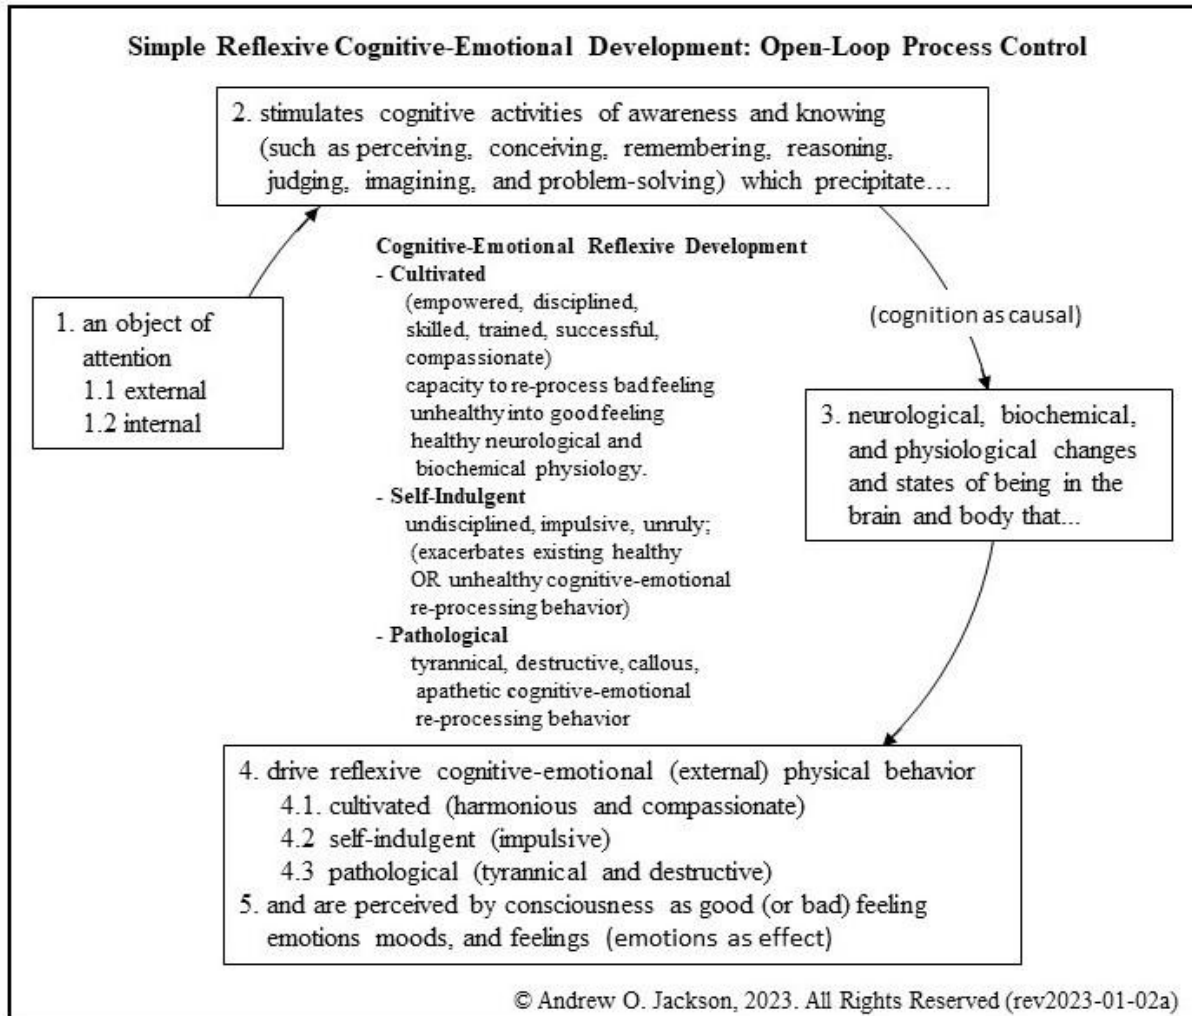 Simple Reflexive Cognitive-Emotional Development: Open-Loop Process Control
2. stimulates cognitive activities of awareness and knowing
(such as perceiving, conceiving, remembering, reasoning,
judging, imagining, and problem-solving) which precipitate…
1. an object of
attention
1.1 external
1.2 internal
Cognitive-Emotional Reflexive Development
- Cultivated
(empowered, disciplined,
skilled, trained, successful,
compassionate)
capacity to re-process bad feeling
unhealthy into good feeling
healthy neurological and
biochemical physiology.
- Self-Indulgent
undisciplined, impulsive, unruly;
(exacerbates existing healthy
OR unhealthy cognitive-emotional
re-processing behavior)
- Pathological
tyrannical, destructive, callous,
apathetic cognitive-emotional
re-processing behavior
(cognition as causal)
3. neurological, biochemical,
and physiological changes
and states of being in the
brain and body that...
4. drive reflexive cognitive-emotional (external) physical behavior
4.1. cultivated (harmonious and compassionate)
4.2 self-indulgent (impulsive)
4.3 pathological (tyrannical and destructive)
5. and are perceived by consciousness as good (or bad) feeling
emotions moods, and feelings (emotions as effect)
© Andrew O. Jackson, 2023. All Rights Reserved (rev2023-01-02a)